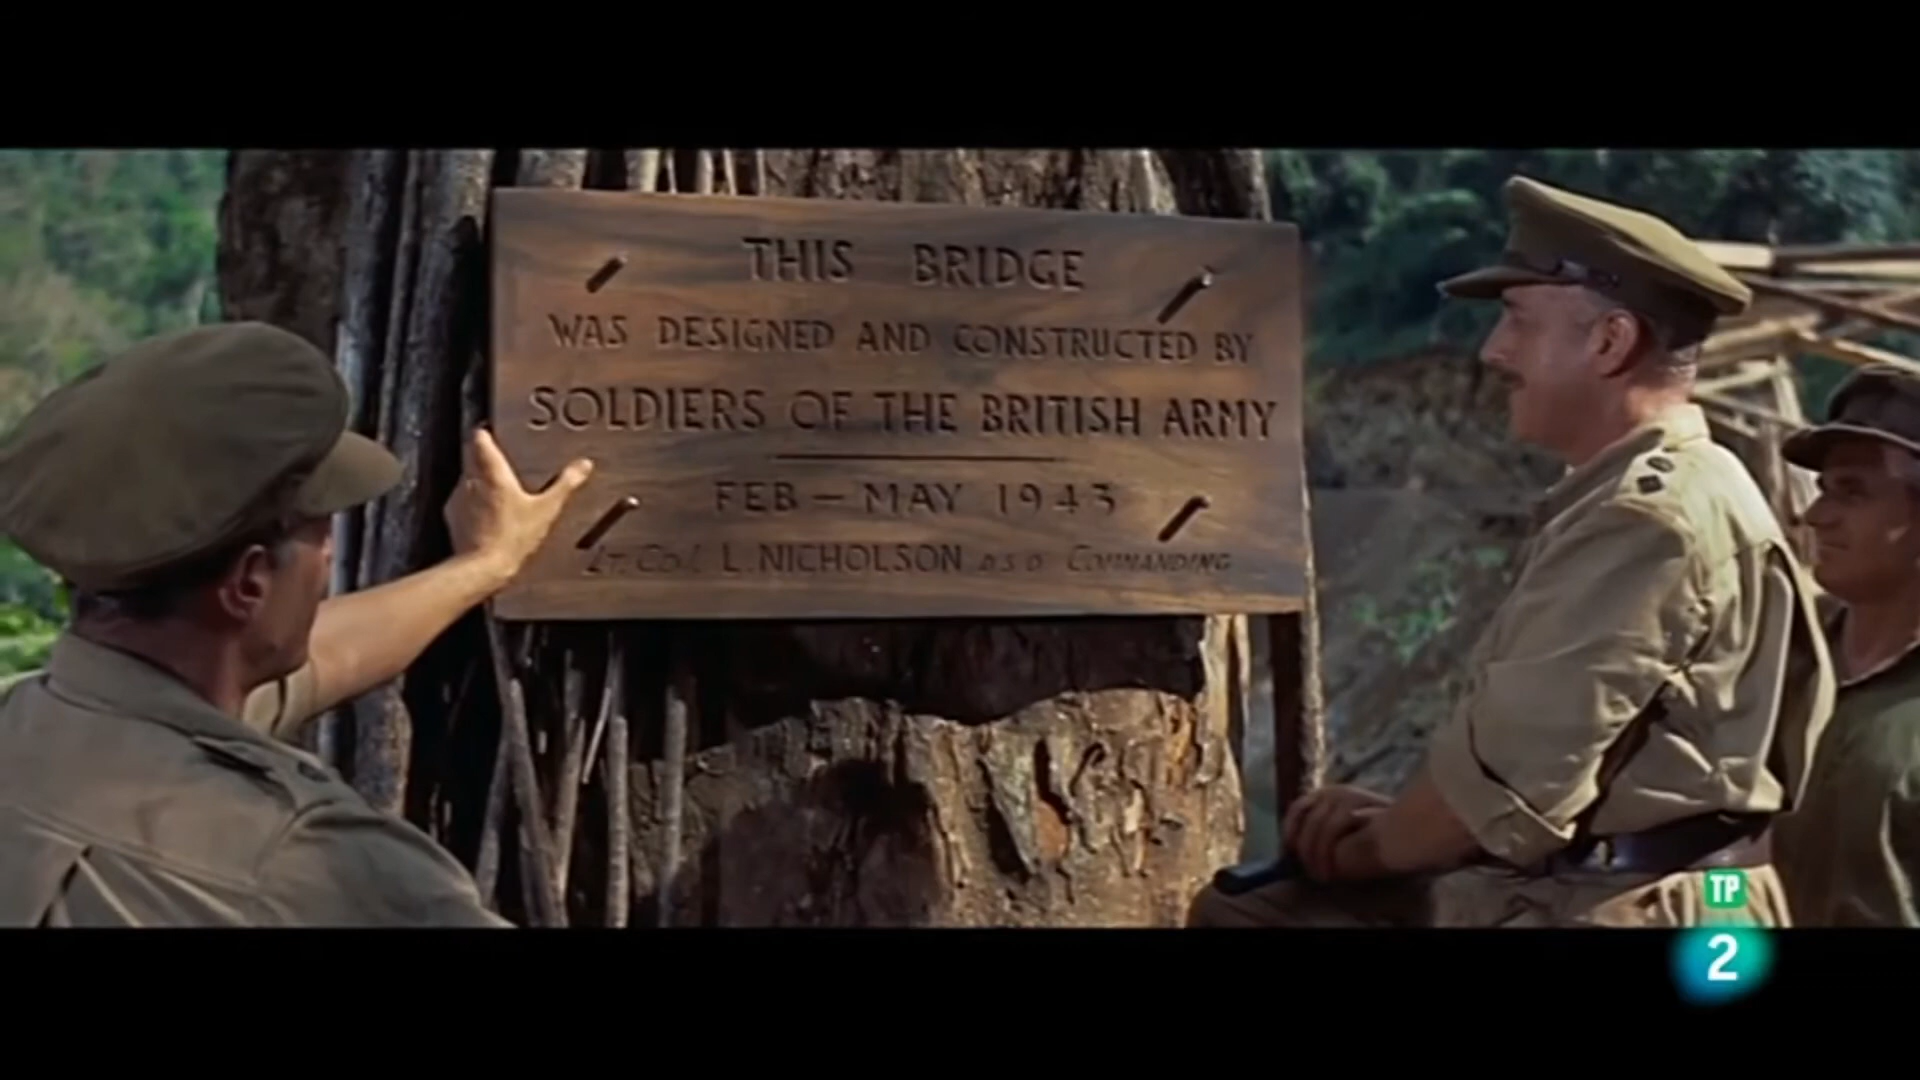 THIS BRIDGE
WAS DESIGNED AND CONSTRUCTED BY
SOLDIERS OF THE BRITISH ARMY
FEB — MAY 1943
LT. COL. L. NICHOLSON D.S.O. COMMANDING
TP
2